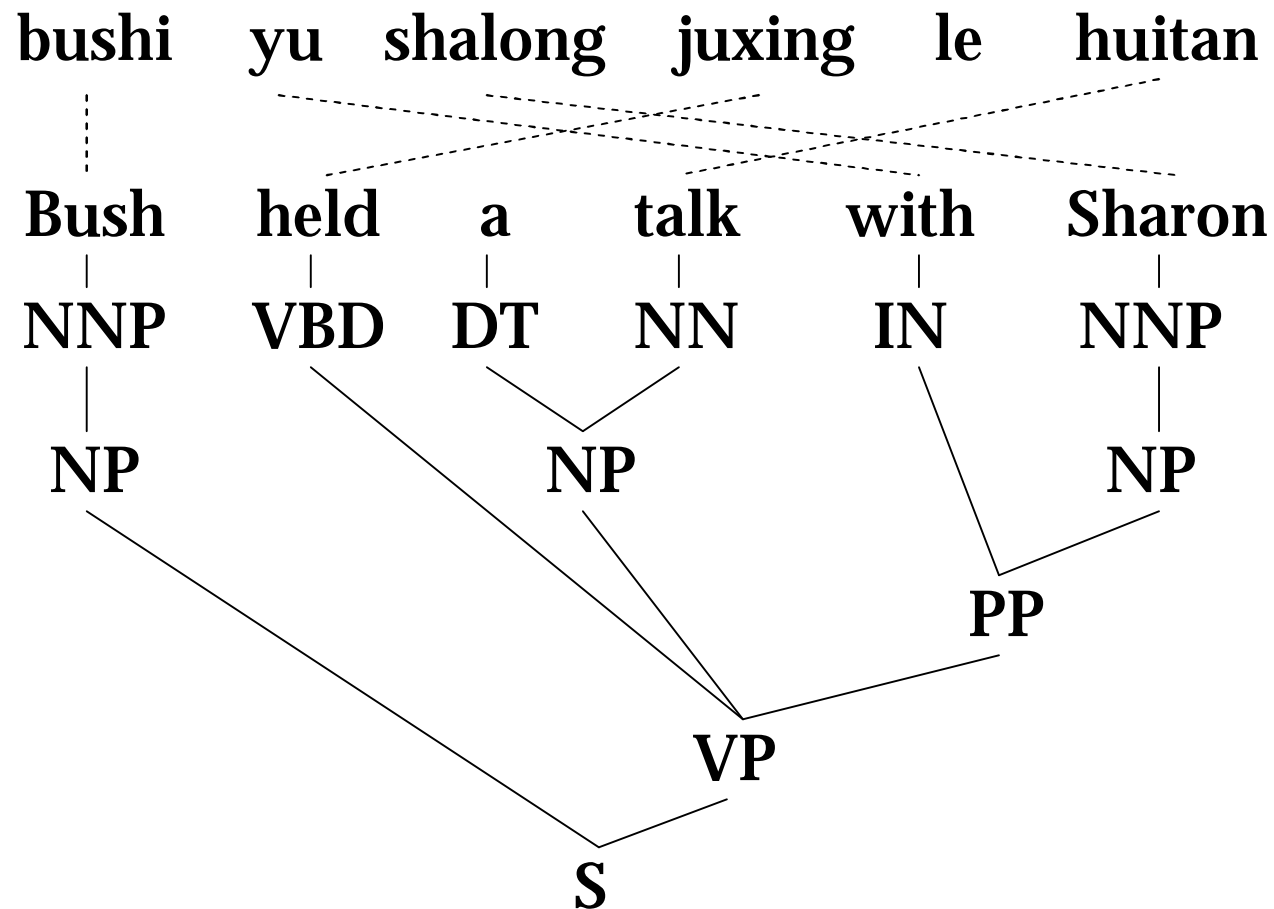 bushi yu shalong juxing le huitan
Bush held a talk with Sharon
NNP VBD DT NN IN NNP
NP NP NP
PP
VP
S